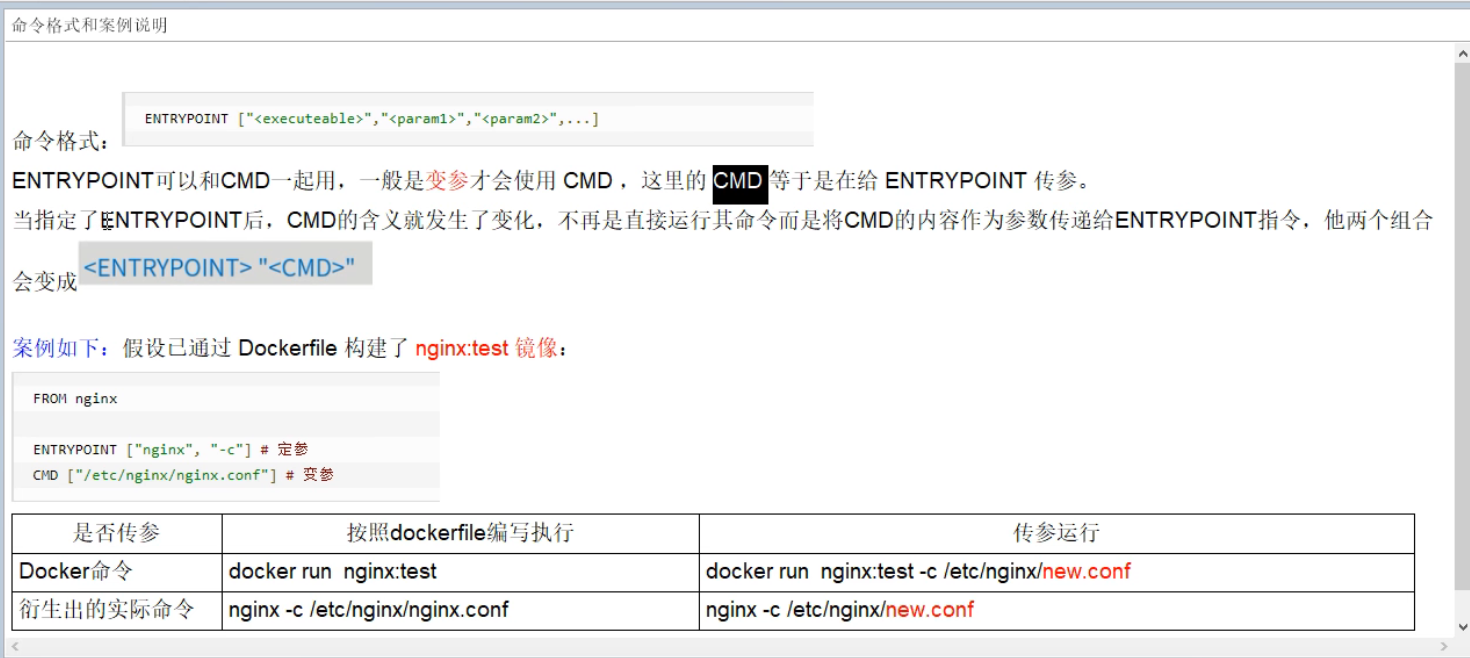 命令格式和案例说明
ENTRYPOINT ["<executeable>","<param1>","<param2>",...]
命令格式：
ENTRYPOINT可以和CMD一起用，一般是变参才会使用 CMD ，这里的 CMD 等于是在给 ENTRYPOINT 传参。
当指定了ENTRYPOINT后，CMD的含义就发生了变化，不再是直接运行其命令而是将CMD的内容作为参数传递给ENTRYPOINT指令，他两个组合
会变成 <ENTRYPOINT> "<CMD>"
案例如下：假设已通过 Dockerfile 构建了 nginx:test 镜像：
FROM nginx
ENTRYPOINT ["nginx", "-c"] # 定参
CMD ["/etc/nginx/nginx.conf"] # 变参
是否传参 按照dockerfile编写执行 传参运行
Docker命令 docker run nginx:test docker run nginx:test -c /etc/nginx/new.conf
衍生出的实际命令 nginx -c /etc/nginx/nginx.conf nginx -c /etc/nginx/new.conf